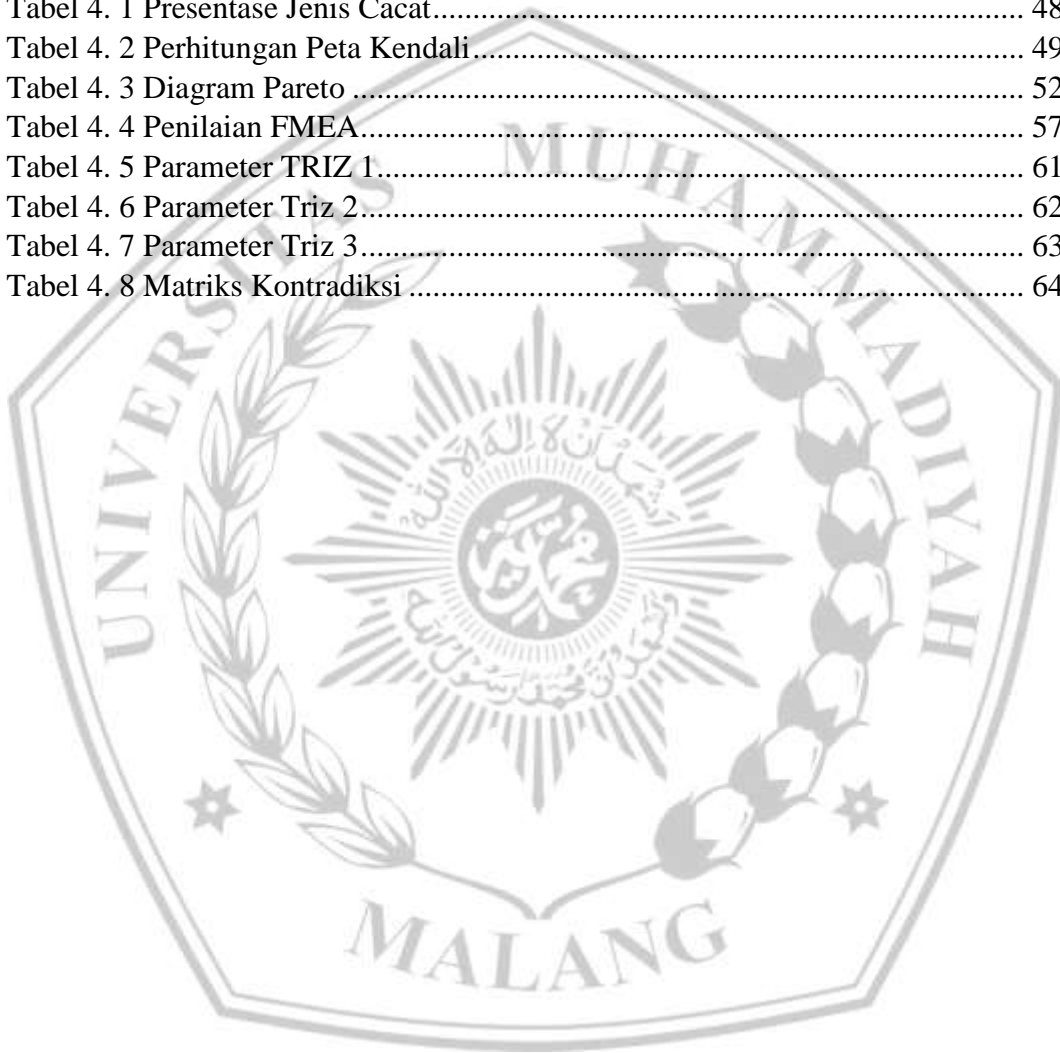 Tabel 4. 1 Presentase Jenis Cacat........................................................................ 48
Tabel 4. 2 Perhitungan Peta Kendali................................................................... 49
Tabel 4. 3 Diagram Pareto .................................................................................. 52
Tabel 4. 4 Penilaian FMEA................................................................................. 57
Tabel 4. 5 Parameter TRIZ 1............................................................................... 61
Tabel 4. 6 Parameter Triz 2................................................................................. 62
Tabel 4. 7 Parameter Triz 3................................................................................. 63
Tabel 4. 8 Matriks Kontradiksi ........................................................................... 64
UNIVERSITAS MUHAMMADIYAH
MALANG